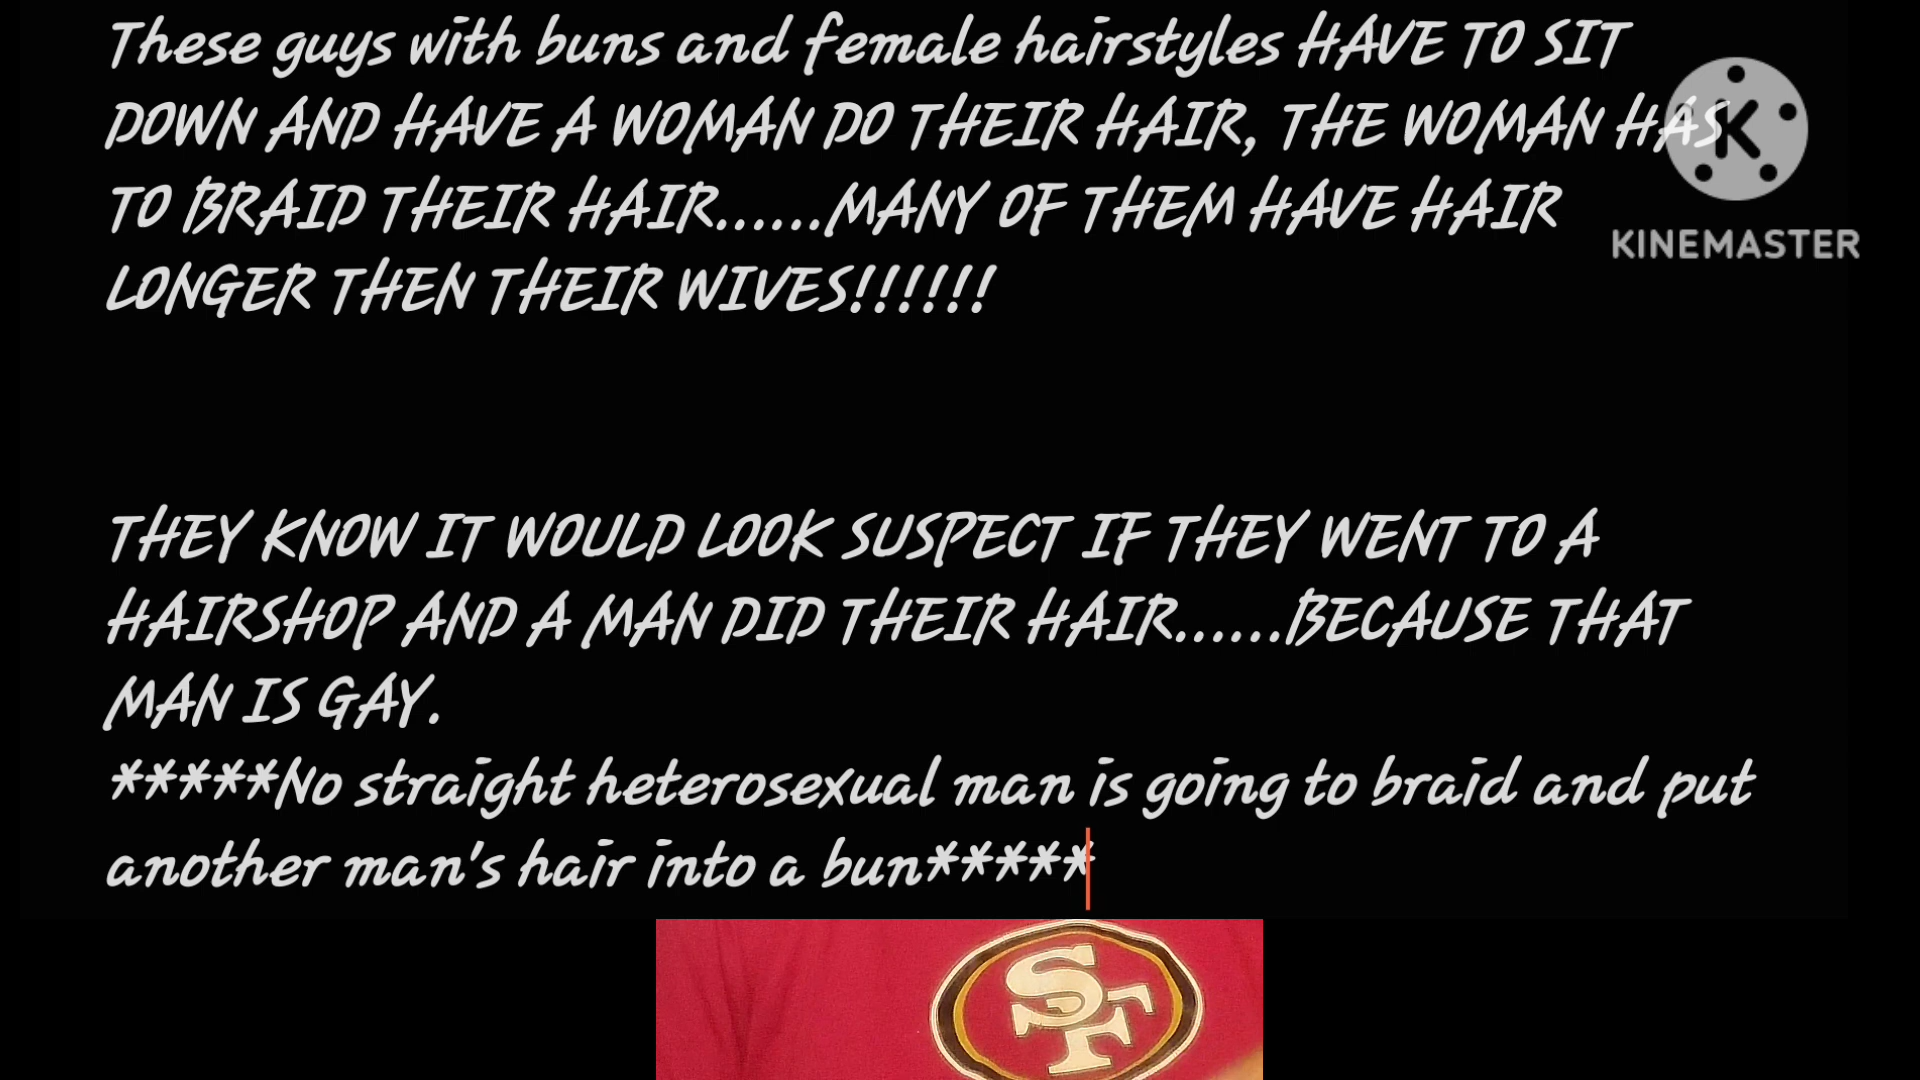 These guys with buns and female hairstyles HAVE TO SIT
DOWN AND HAVE A WOMAN DO THEIR HAIR, THE WOMAN HAS
TO BRAID THEIR HAIR......MANY OF THEM HAVE HAIR
LONGER THEN THEIR WIVES!!!!!!
K
KINEMASTER
THEY KNOW IT WOULD LOOK SUSPECT IF THEY WENT TO A
HAIRSHOP AND A MAN DID THEIR HAIR......BECAUSE THAT
MAN IS GAY.
*****No straight heterosexual man is going to braid and put
another man's hair into a bun*****
SF